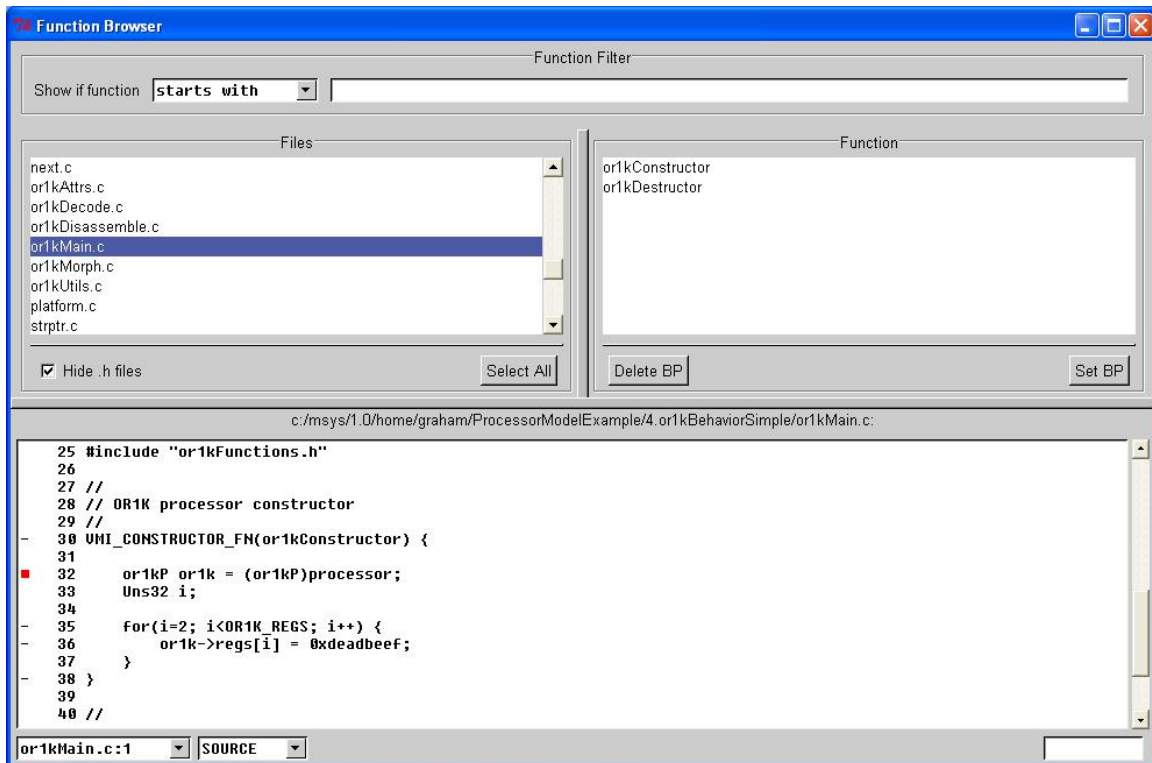 Function Browser
Function Filter
Show if function starts with
Files
next.c
or1kAttrs.c
or1kDecode.c
or1kDisassemble.c
or1kMain.c
or1kMorph.c
or1kUtils.c
platform.c
strptr.c
Hide .h files Select All
Function
or1kConstructor
or1kDestructor
Delete BP Set BP
c:/msys/1.0/home/graham/ProcessorModelExample/4.or1kBehaviorSimple/or1kMain.c:
25 #include "or1kFunctions.h"
26
27 //
28 // OR1K processor constructor
29 //
- 30 VMI_CONSTRUCTOR_FN(or1kConstructor) {
31
32 or1kP or1k = (or1kP)processor;
33 Uns32 i;
34
- 35 for(i=2; i<OR1K_REGS; i++) {
- 36 or1k->regs[i] = 0xdeadbeef;
37 }
- 38 }
39
40 //
or1kMain.c:1 SOURCE